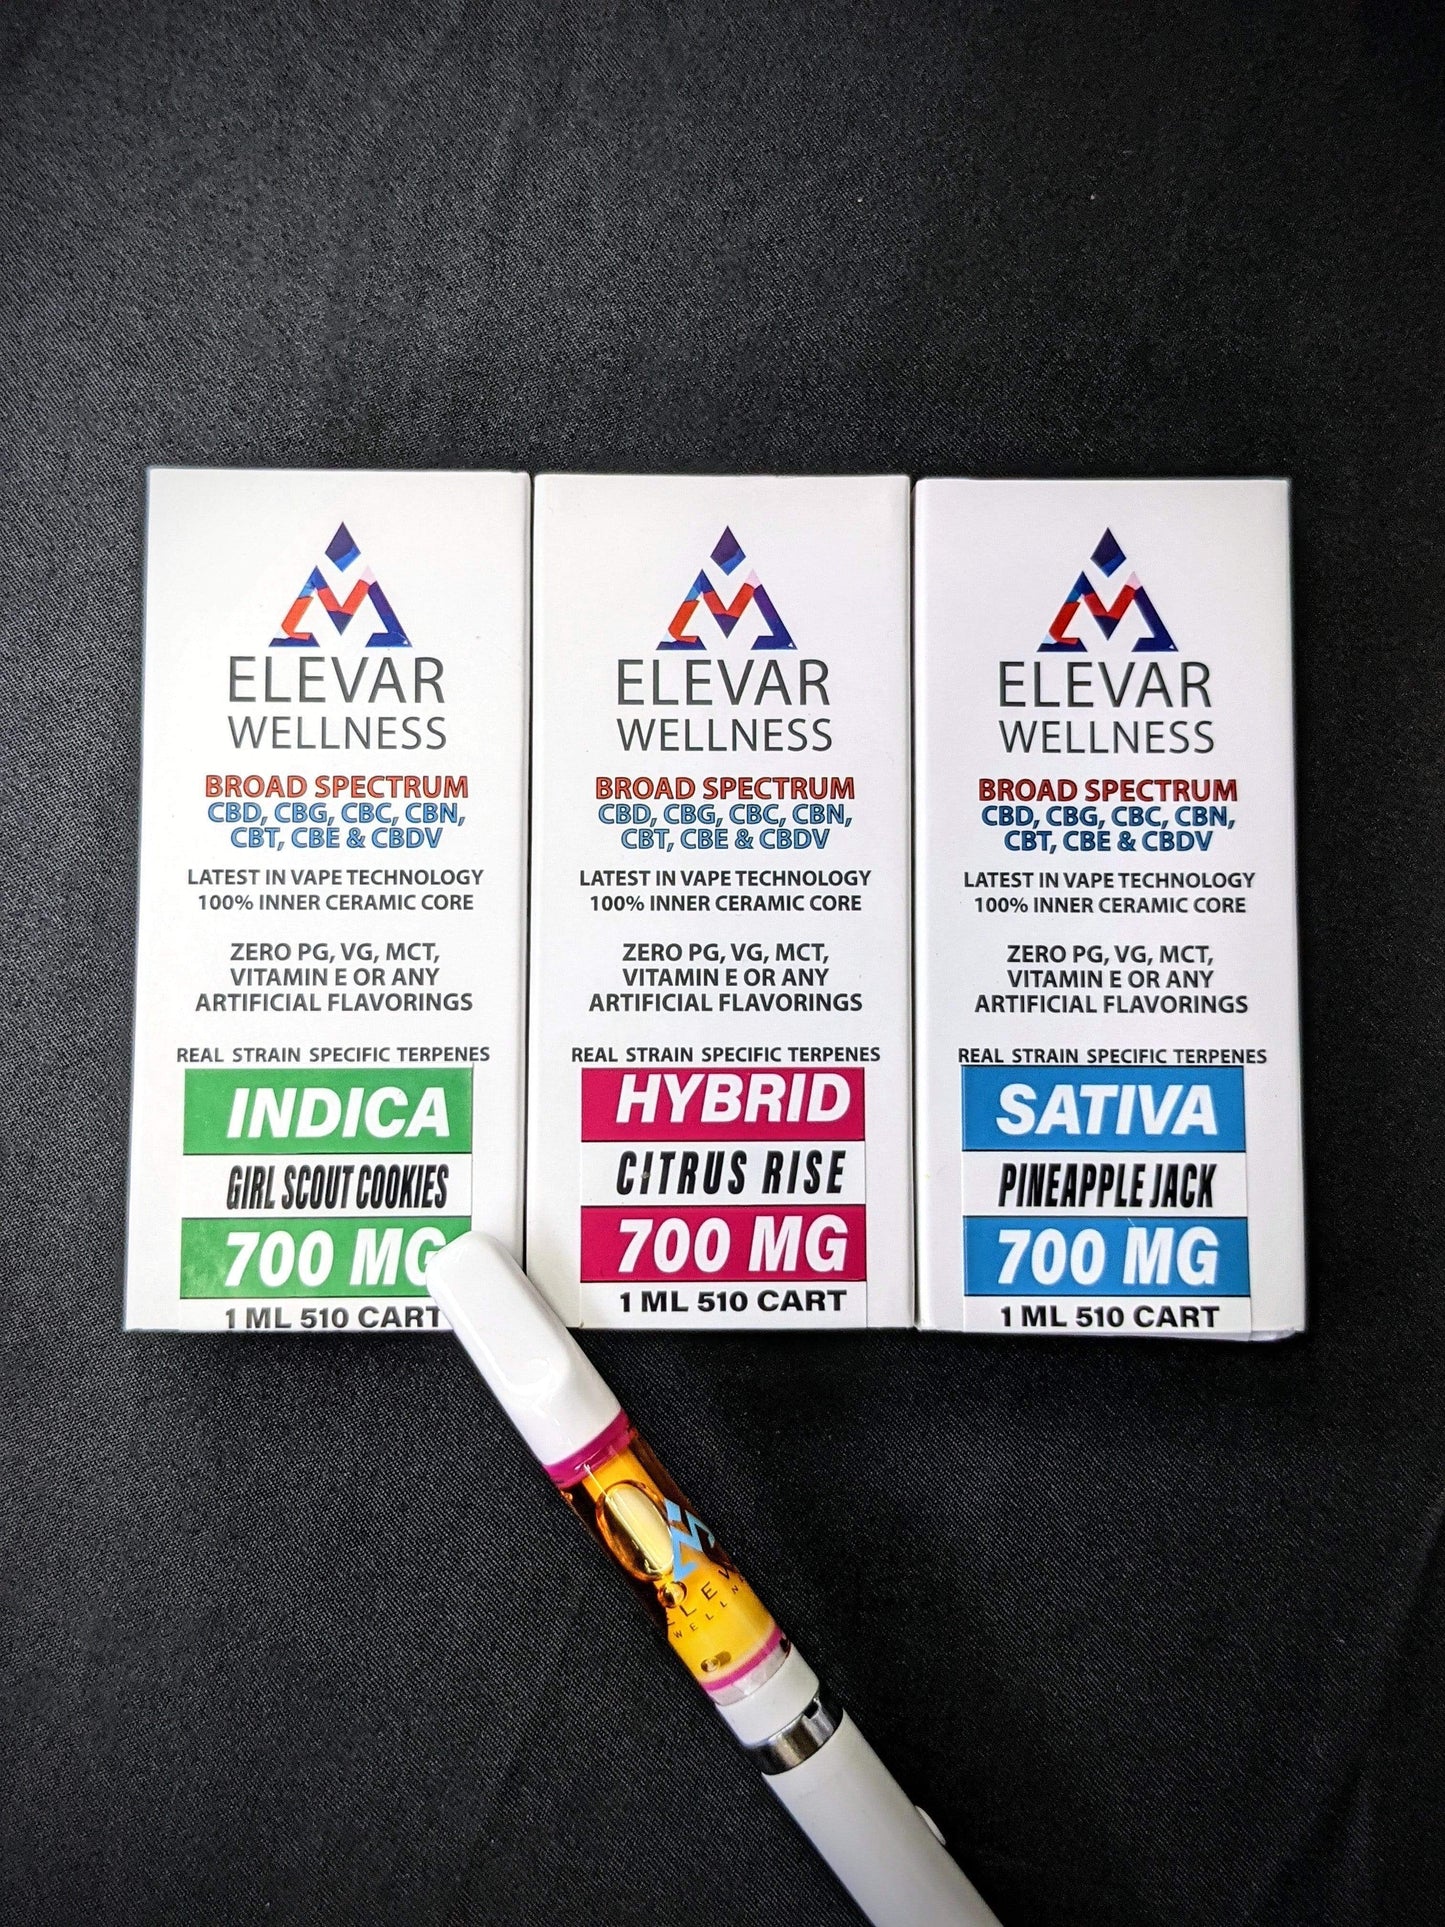 ELEVAR
WELLNESS
BROAD SPECTRUM
CBD, CBG, CBC, CBN,
CBT, CBE & CBDV
LATEST IN VAPE TECHNOLOGY
100% INNER CERAMIC CORE
ZERO PG, VG, MCT,
VITAMIN E OR ANY
ARTIFICIAL FLAVORINGS
REAL STRAIN SPECIFIC TERPENES
INDICA
GIRL SCOUT COOKIES
700 MG
1 ML 510 CART
ELEVAR
WELLNESS
BROAD SPECTRUM
CBD, CBG, CBC, CBN,
CBT, CBE & CBDV
LATEST IN VAPE TECHNOLOGY
100% INNER CERAMIC CORE
ZERO PG, VG, MCT,
VITAMIN E OR ANY
ARTIFICIAL FLAVORINGS
REAL STRAIN SPECIFIC TERPENES
HYBRID
CITRUS RISE
700 MG
1 ML 510 CART
ELEVAR
WELLNESS
BROAD SPECTRUM
CBD, CBG, CBC, CBN,
CBT, CBE & CBDV
LATEST IN VAPE TECHNOLOGY
100% INNER CERAMIC CORE
ZERO PG, VG, MCT,
VITAMIN E OR ANY
ARTIFICIAL FLAVORINGS
REAL STRAIN SPECIFIC TERPENES
SATIVA
PINEAPPLE JACK
700 MG
1 ML 510 CART